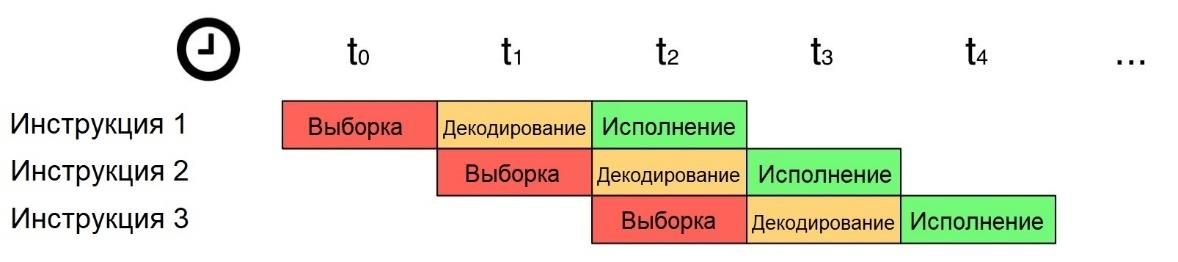 t₀ t₁ t₂ t₃ t₄ ...
Инструкция 1 Выборка Декодирование Исполнение
Инструкция 2 Выборка Декодирование Исполнение
Инструкция 3 Выборка Декодирование Исполнение